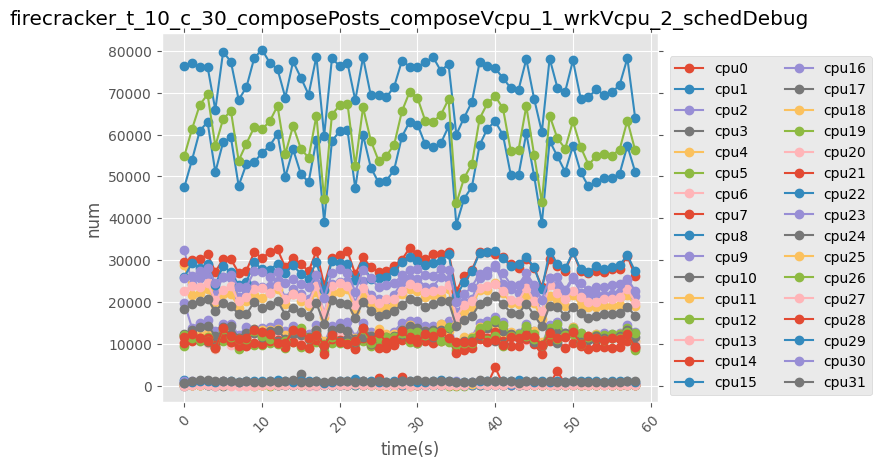 firecracker_t_10_c_30_composePosts_composeVcpu_1_wrkVcpu_2_schedDebug
80000
70000
60000
50000
40000
30000
20000
10000
0
num
0 10 20 30 40 50 60
time(s)
cpu0 cpu16
cpu1 cpu17
cpu2 cpu18
cpu3 cpu19
cpu4 cpu20
cpu5 cpu21
cpu6 cpu22
cpu7 cpu23
cpu8 cpu24
cpu9 cpu25
cpu10 cpu26
cpu11 cpu27
cpu12 cpu28
cpu13 cpu29
cpu14 cpu30
cpu15 cpu31